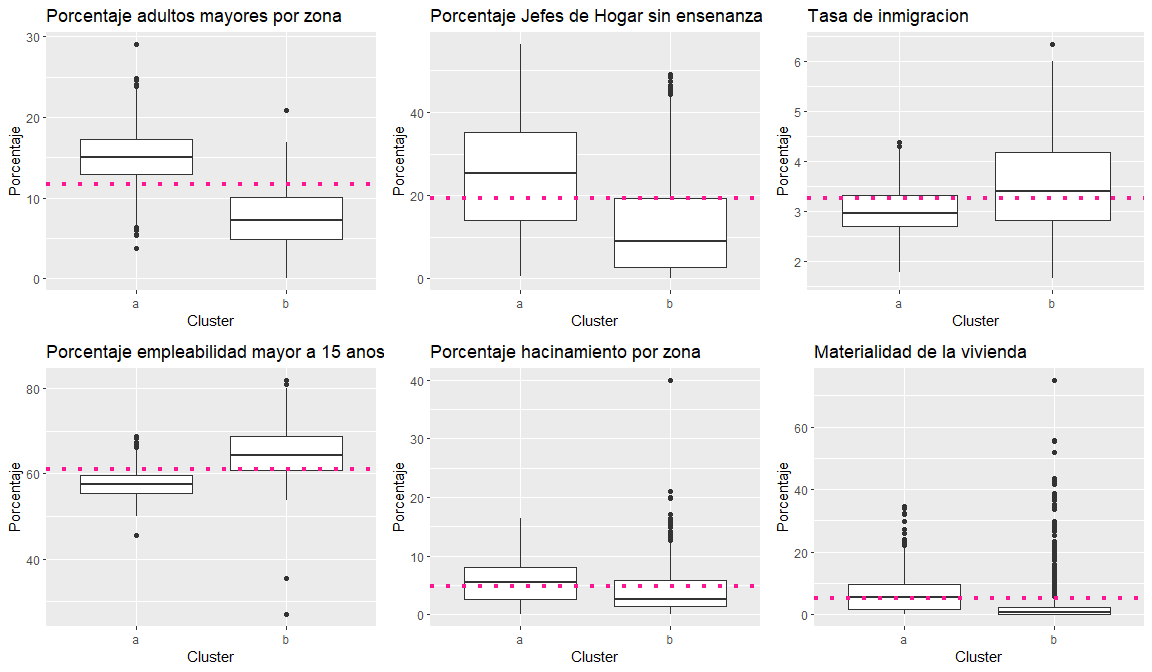 Porcentaje adultos mayores por zona
Porcentaje
30
20
10
0
a
b
Cluster
Porcentaje Jefes de Hogar sin ensenanza
Porcentaje
40
20
0
a
b
Cluster
Tasa de inmigracion
Porcentaje
6
5
4
3
2
a
b
Cluster
Porcentaje empleabilidad mayor a 15 anos
Porcentaje
80
60
40
a
b
Cluster
Porcentaje hacinamiento por zona
Porcentaje
40
30
20
10
0
a
b
Cluster
Materialidad de la vivienda
Porcentaje
60
40
20
0
a
b
Cluster